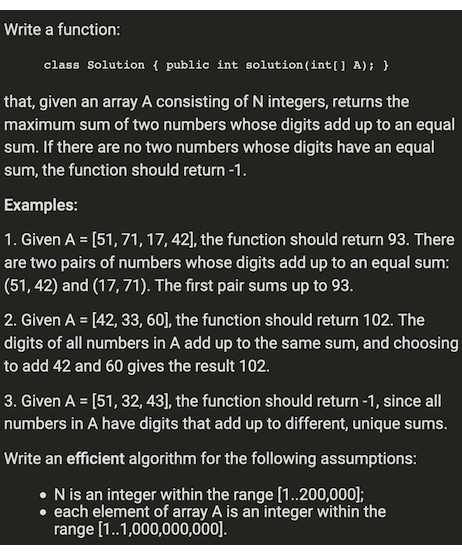 Write a function:
class Solution { public int solution(int[] A); }
that, given an array A consisting of N integers, returns the
maximum sum of two numbers whose digits add up to an equal
sum. If there are no two numbers whose digits have an equal
sum, the function should return -1.
Examples:
1. Given A = [51, 71, 17, 42], the function should return 93. There
are two pairs of numbers whose digits add up to an equal sum:
(51, 42) and (17, 71). The first pair sums up to 93.
2. Given A = [42, 33, 60], the function should return 102. The
digits of all numbers in A add up to the same sum, and choosing
to add 42 and 60 gives the result 102.
3. Given A = [51, 32, 43], the function should return -1, since all
numbers in A have digits that add up to different, unique sums.
Write an efficient algorithm for the following assumptions:
• N is an integer within the range [1..200,000];
• each element of array A is an integer within the
range [1..1,000,000,000].